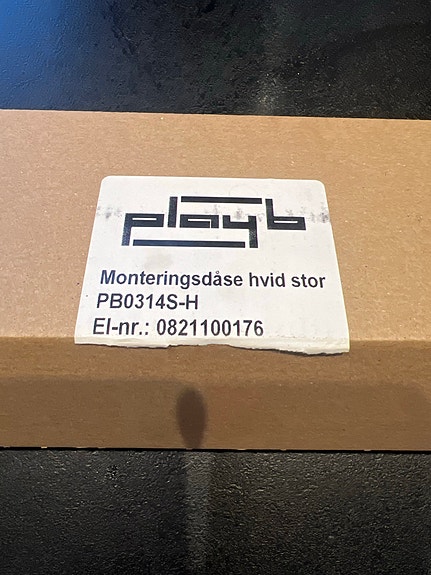 playb
Monteringsdåse hvid stor
PB0314S-H
El-nr.: 0821100176